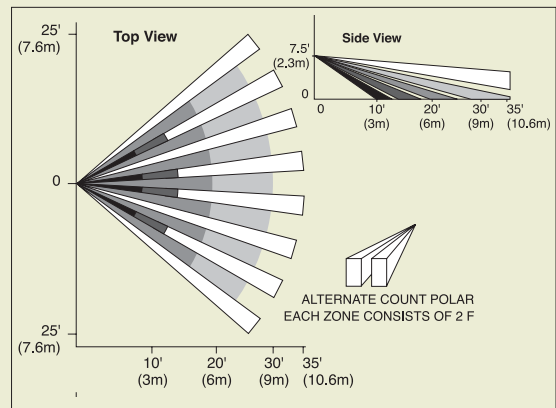 Top View
25'
(7.6m)
0
25'
(7.6m)
10' 20' 30' 35'
(3m) (6m) (9m) (10.6m)
Side View
7.5'
(2.3m)
0
0 10' 20' 30' 35'
(3m) (6m) (9m) (10.6m)
ALTERNATE COUNT POLAR
EACH ZONE CONSISTS OF 2 F